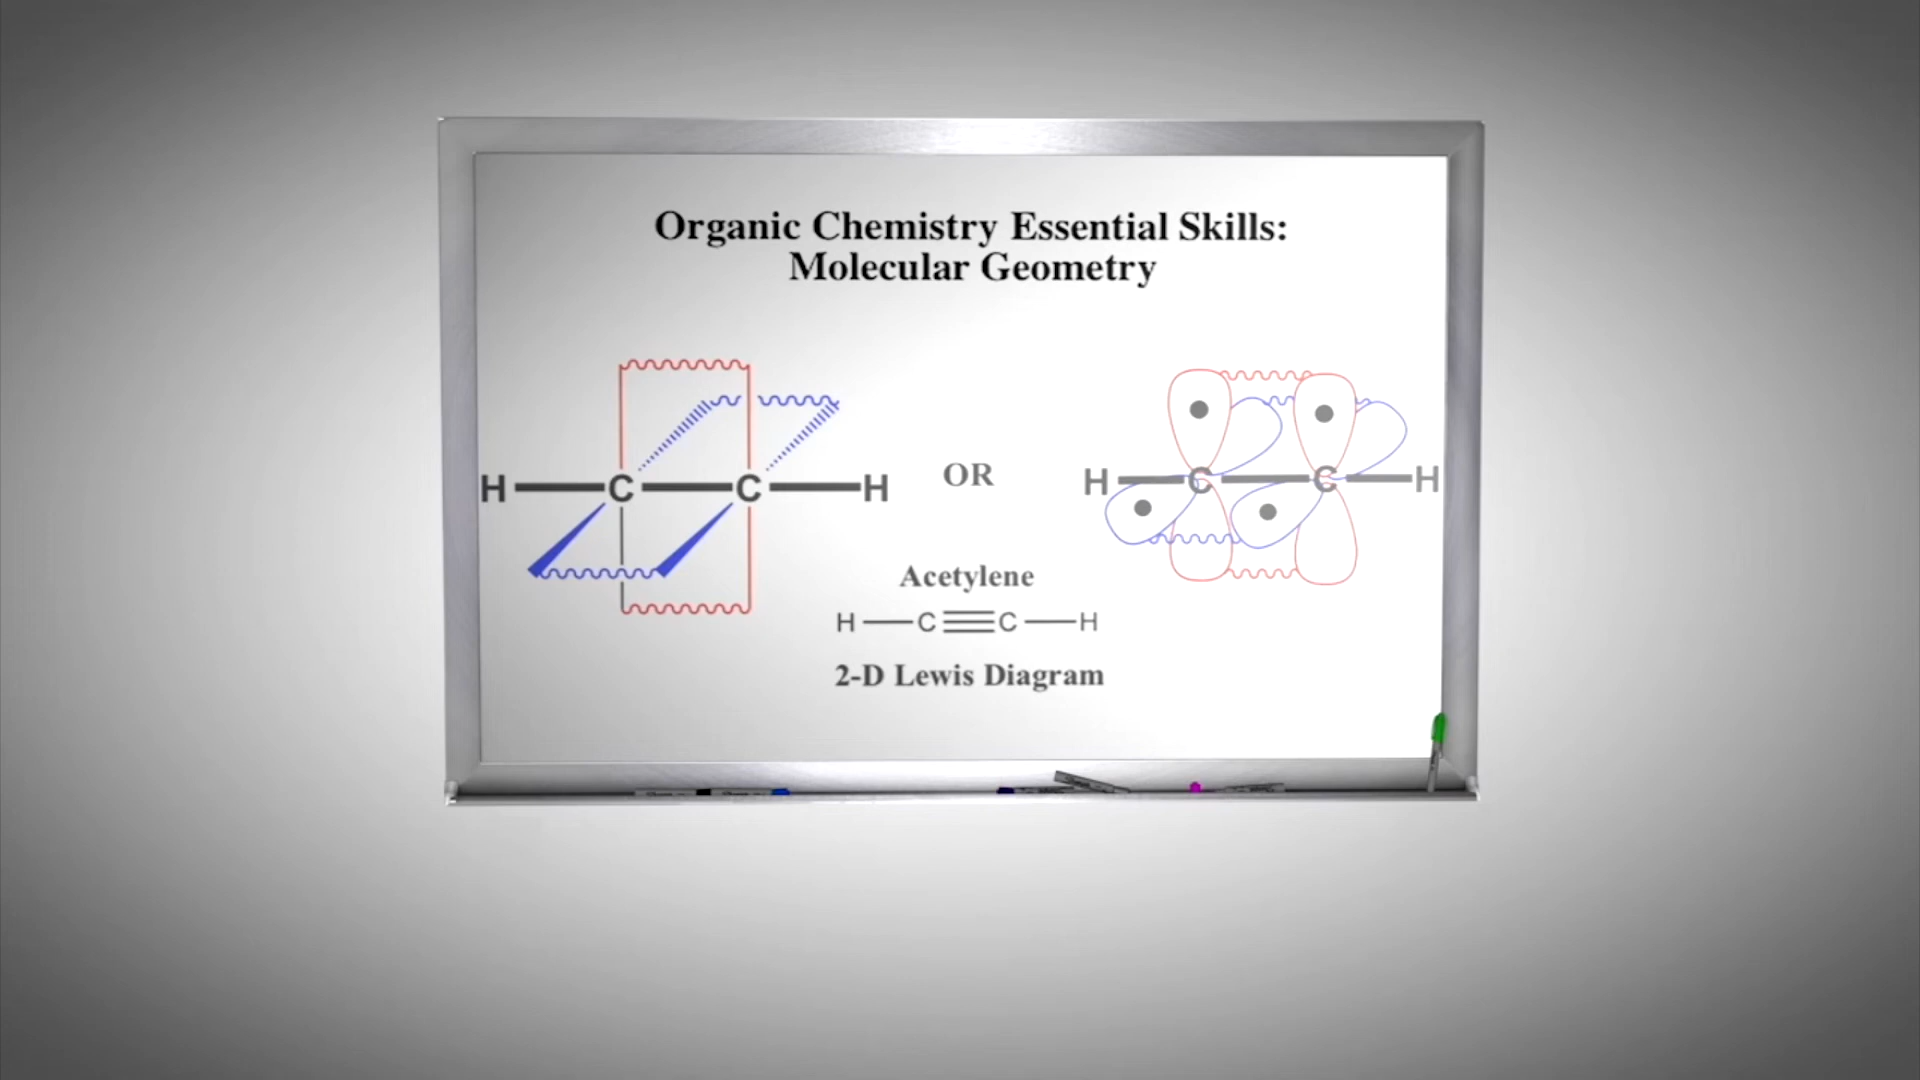 Organic Chemistry Essential Skills:
Molecular Geometry
H C C H
OR
H C C H
Acetylene
H C C H
2-D Lewis Diagram